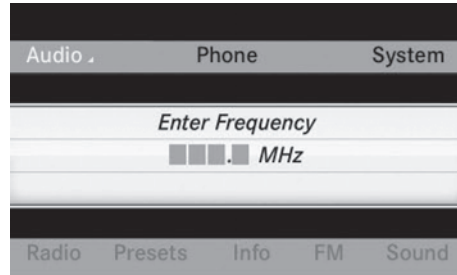 Audio Phone System
Enter Frequency
. MHz
Radio Presets Info FM Sound